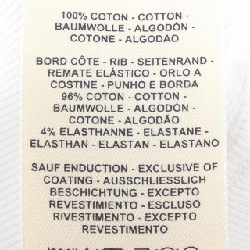 100% COTON - COTTON -
BAUMWOLLE - ALGODÓN -
COTONE - ALGODÃO
BORD CÔTE - RIB - SEITENRAND -
REMATE ELÁSTICO - ORLO A
COSTINE - PUNHO E BORDA
96% COTON - COTTON -
BAUMWOLLE - ALGODÓN -
COTONE - ALGODÃO
4% ELASTHANNE - ELASTANE -
ELASTHAN - ELASTAN - ELASTANO
SAUF ENDUCTION - EXCLUSIVE OF
COATING - AUSSCHLIESSLICH
BESCHICHTUNG - EXCEPTO
REVESTIMIENTO - ESCLUSO
RIVESTIMENTO - EXCEPTO
REVESTIMENTO